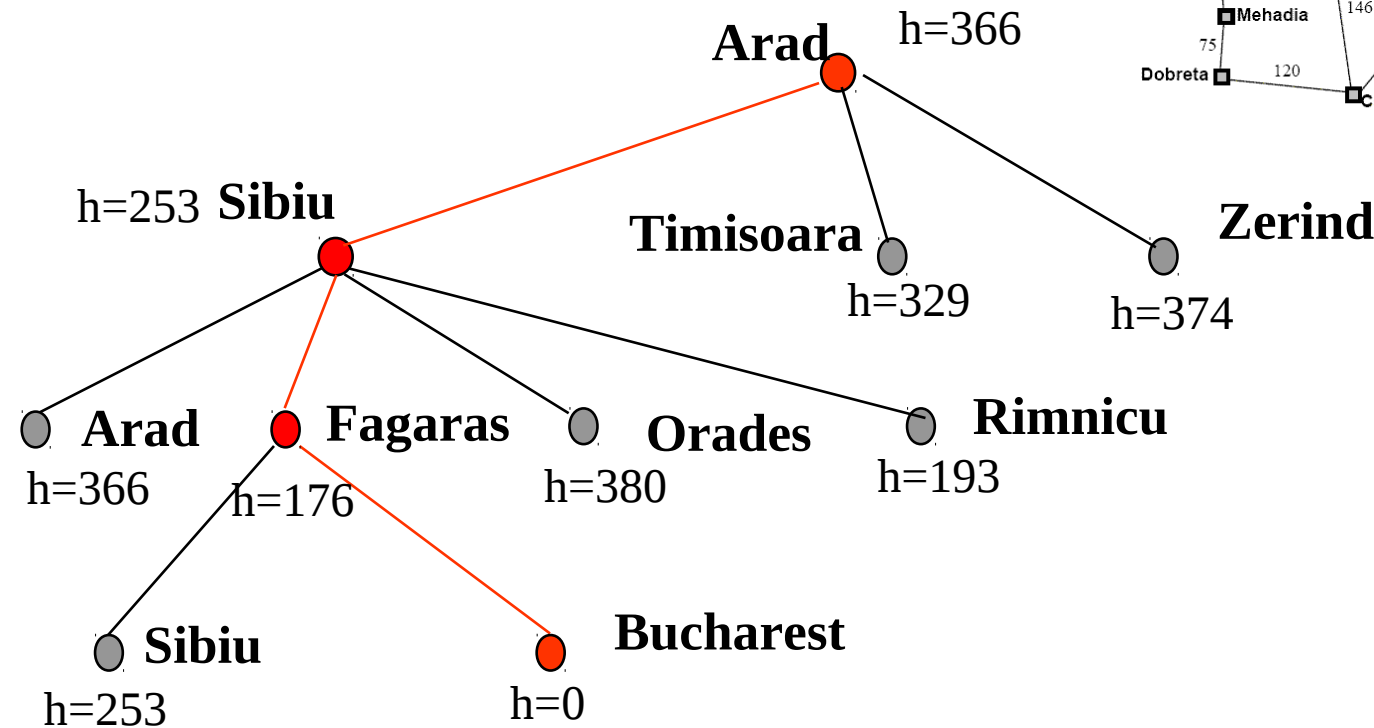 Mehadia
146
Arad
h=366
75
Dobreta
120
h=253 Sibiu
Timisoara
Zerind
h=329
h=374
Arad
Fagaras
Orades
Rimnicu
h=366
h=176
h=380
h=193
Sibiu
Bucharest
h=253
h=0